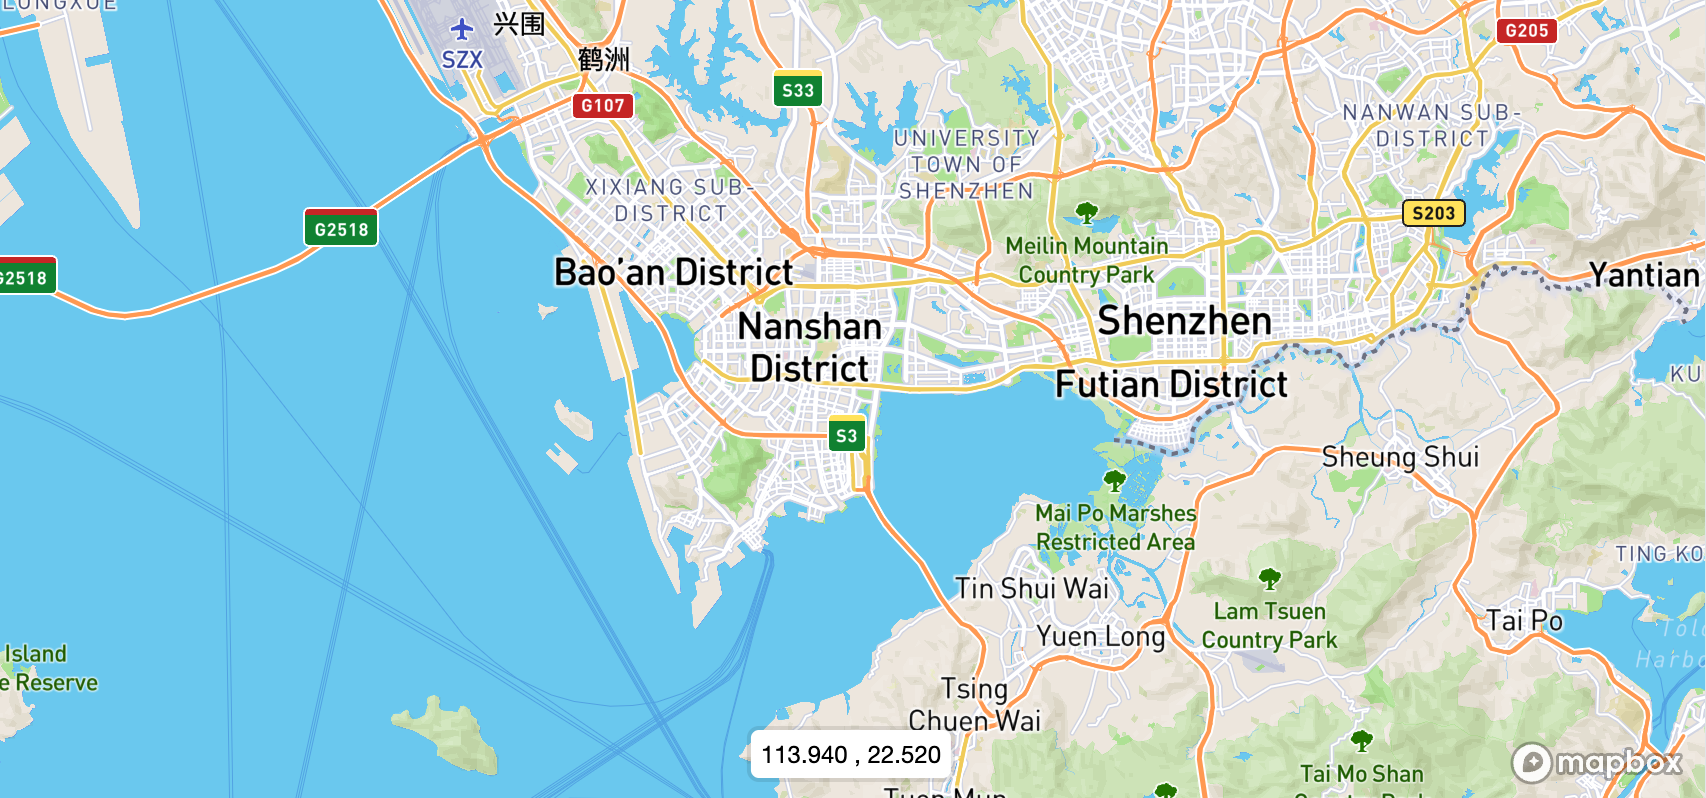 LONGXUE
兴围
SZX
鹤洲
G205
G107
S33
NANWAN SUB-
DISTRICT
UNIVERSITY
TOWN OF
SHENZHEN
XIXIANG SUB-
DISTRICT
S203
G2518
Meilin Mountain
Country Park
G2518
Bao’an District
Yantian
Nanshan
District
Shenzhen
Futian District
KU
S3
Sheung Shui
Mai Po Marshes
Restricted Area
TING KO
Tin Shui Wai
Lam Tsuen
Country Park
Yuen Long
Tai Po
Tolo
Harbo
Island
e Reserve
Tsing
Chuen Wai
113.940 , 22.520
mapbox
Tai Mo Shan
Country Park
Tuen Mun